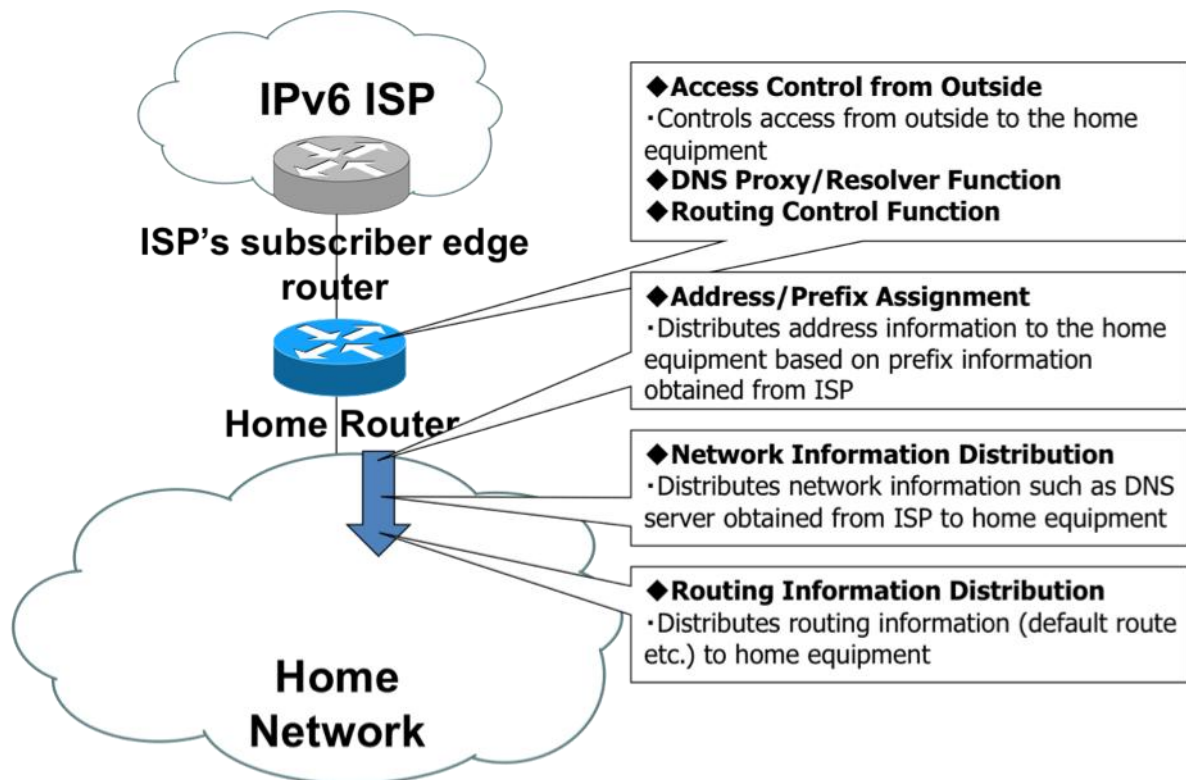 IPv6 ISP
ISP's subscriber edge
router
Home Router
Home
Network
◆Access Control from Outside
・Controls access from outside to the home
equipment
◆DNS Proxy/Resolver Function
◆Routing Control Function
◆Address/Prefix Assignment
・Distributes address information to the home
equipment based on prefix information
obtained from ISP
◆Network Information Distribution
・Distributes network information such as DNS
server obtained from ISP to home equipment
◆Routing Information Distribution
・Distributes routing information (default route
etc.) to home equipment